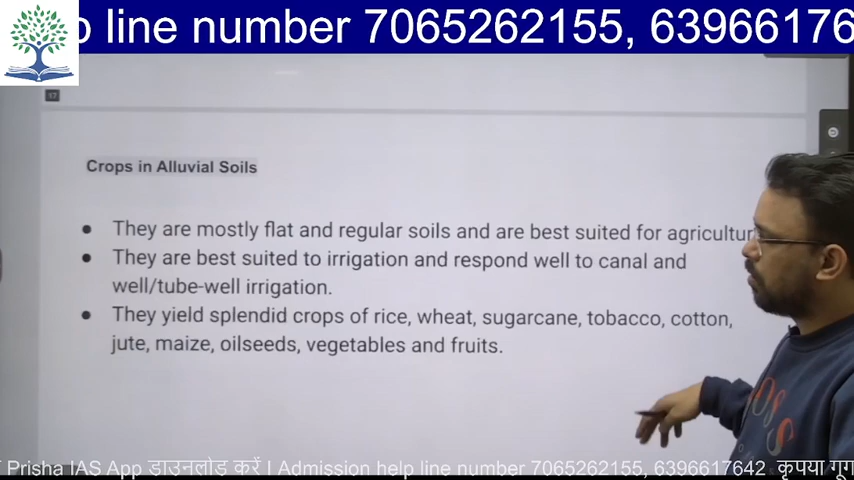 p line number 7065262155, 63966176
17
Crops in Alluvial Soils
● They are mostly flat and regular soils and are best suited for agricultur
● They are best suited to irrigation and respond well to canal and
well/tube-well irrigation.
● They yield splendid crops of rice, wheat, sugarcane, tobacco, cotton,
jute, maize, oilseeds, vegetables and fruits.
Prisha IAS App डाउनलोड करें I Admission help line number 7065262155, 6396617642 कृपया गूग